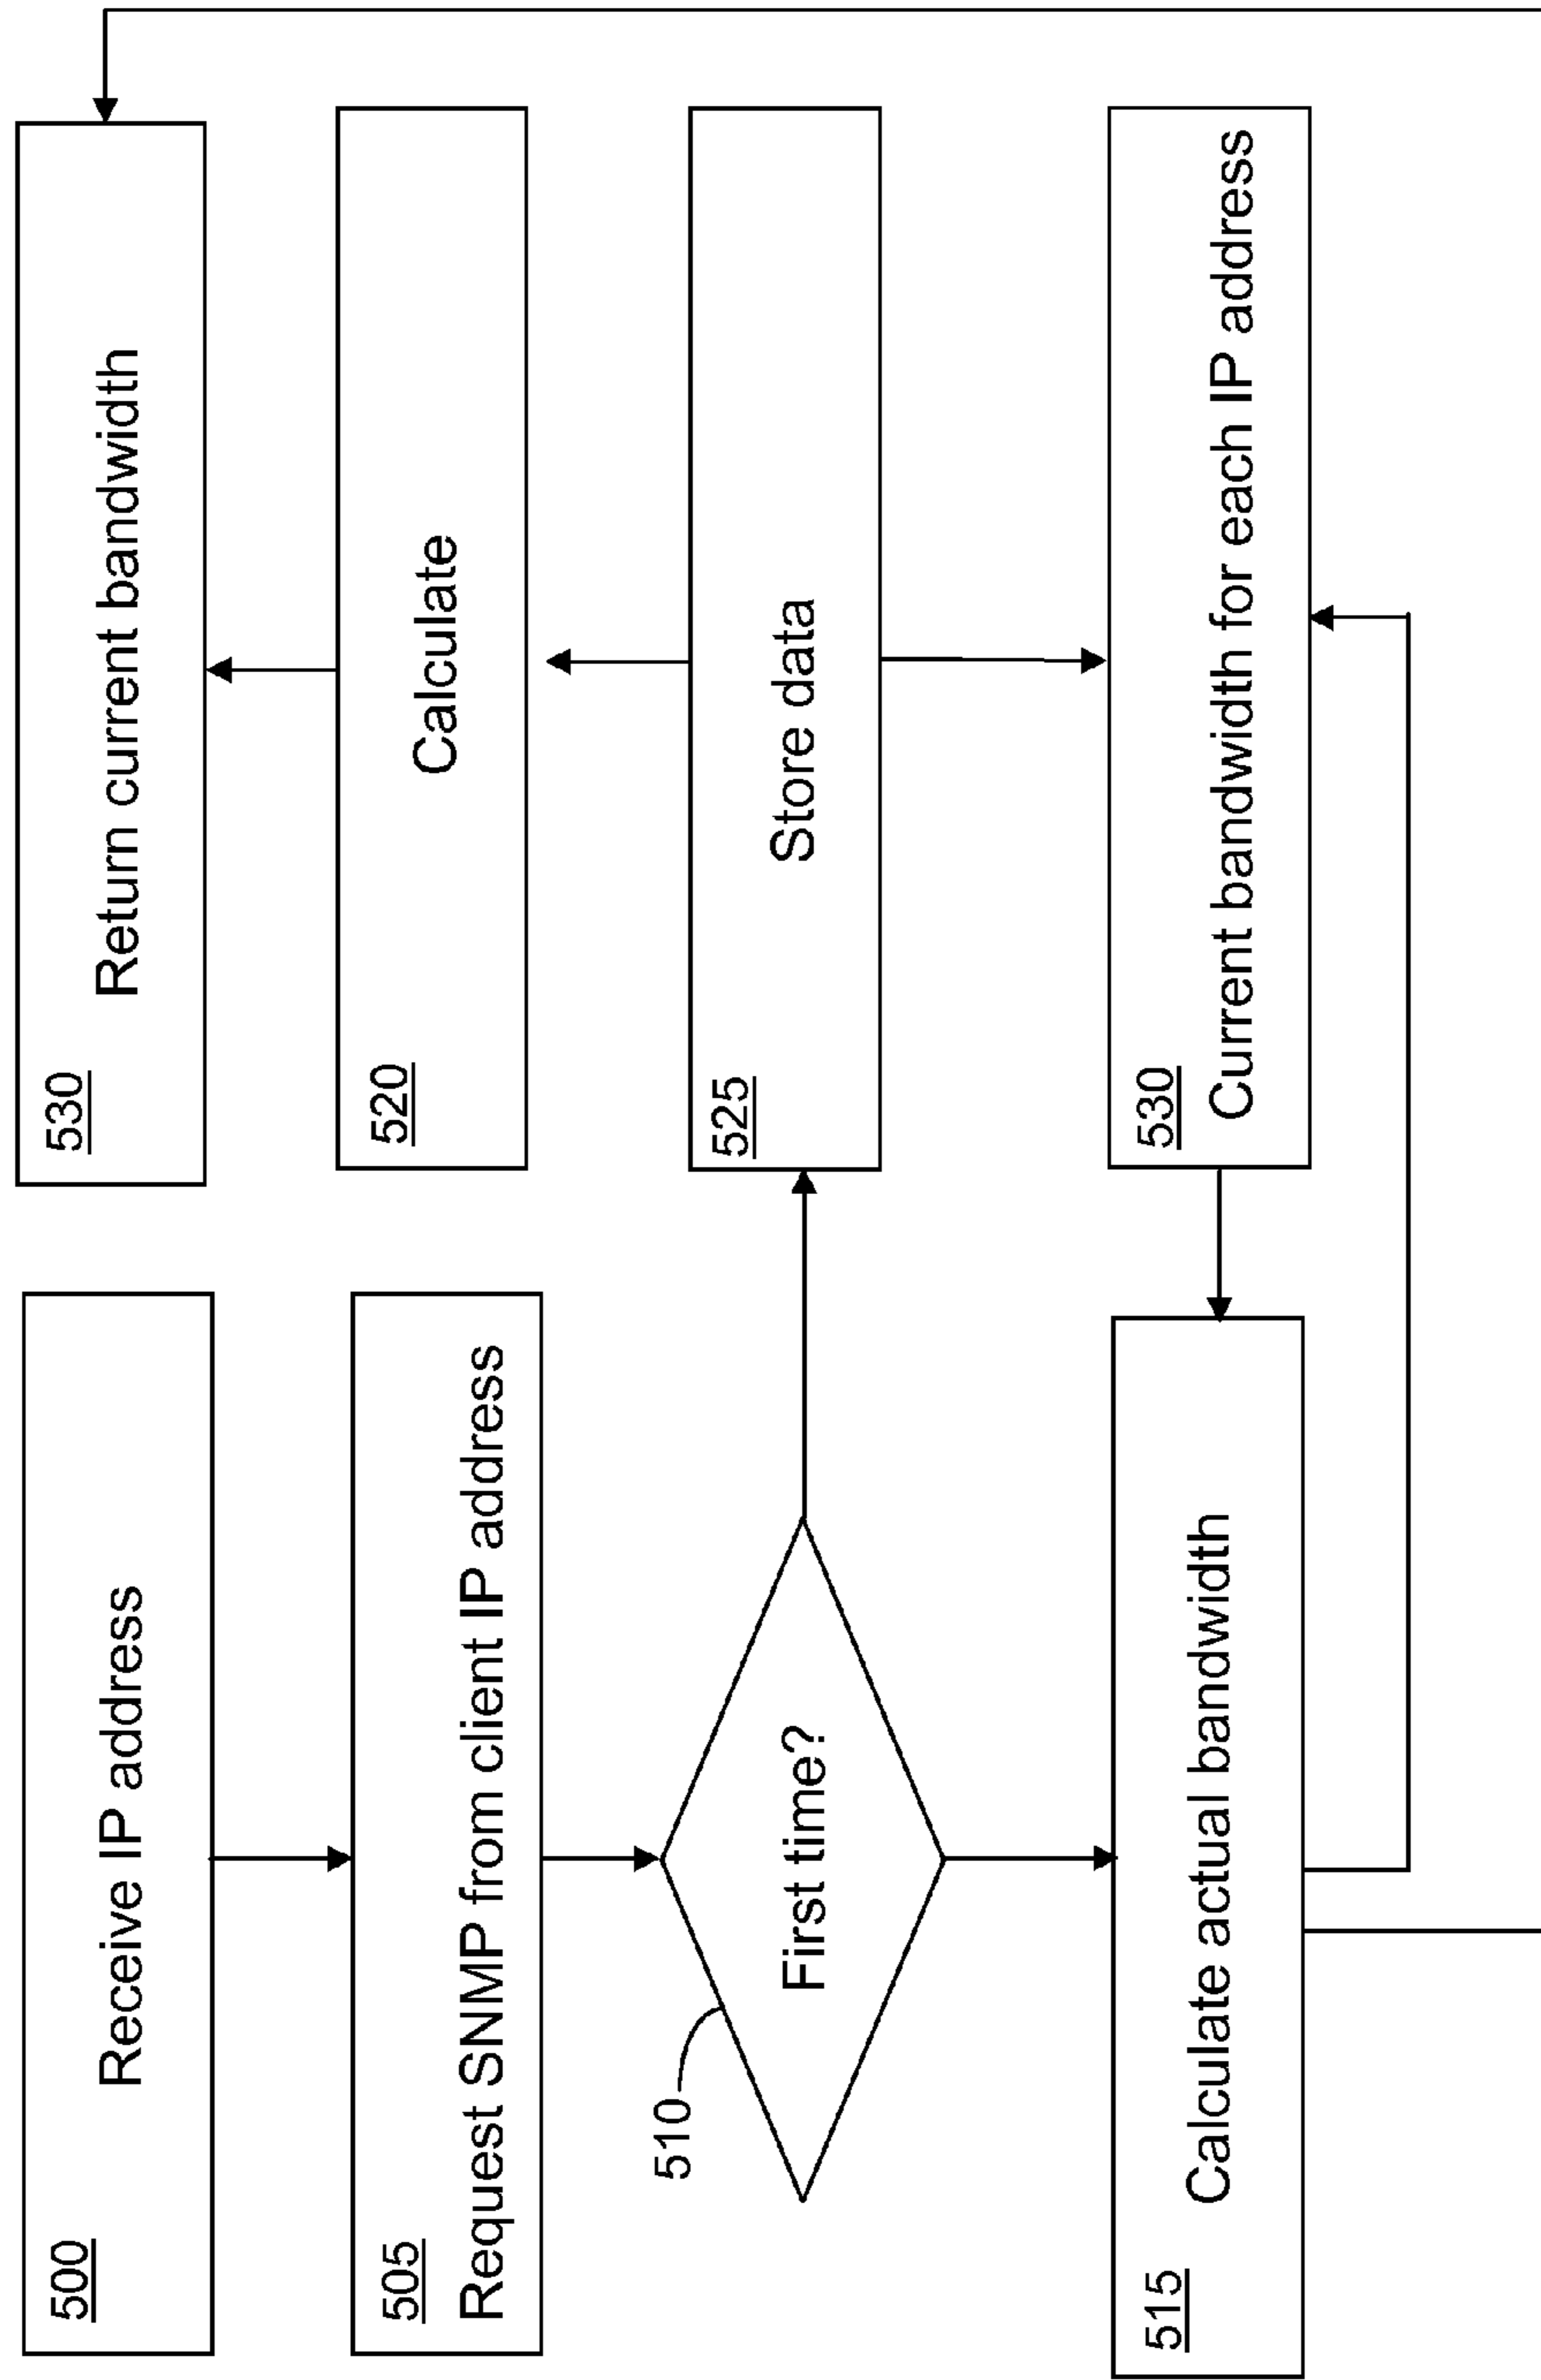 500
Receive IP address
505
Request SNMP from client IP address
510
First time?
515
Calculate actual bandwidth
530
Return current bandwidth
520
Calculate
525
Store data
530
Current bandwidth for each IP address